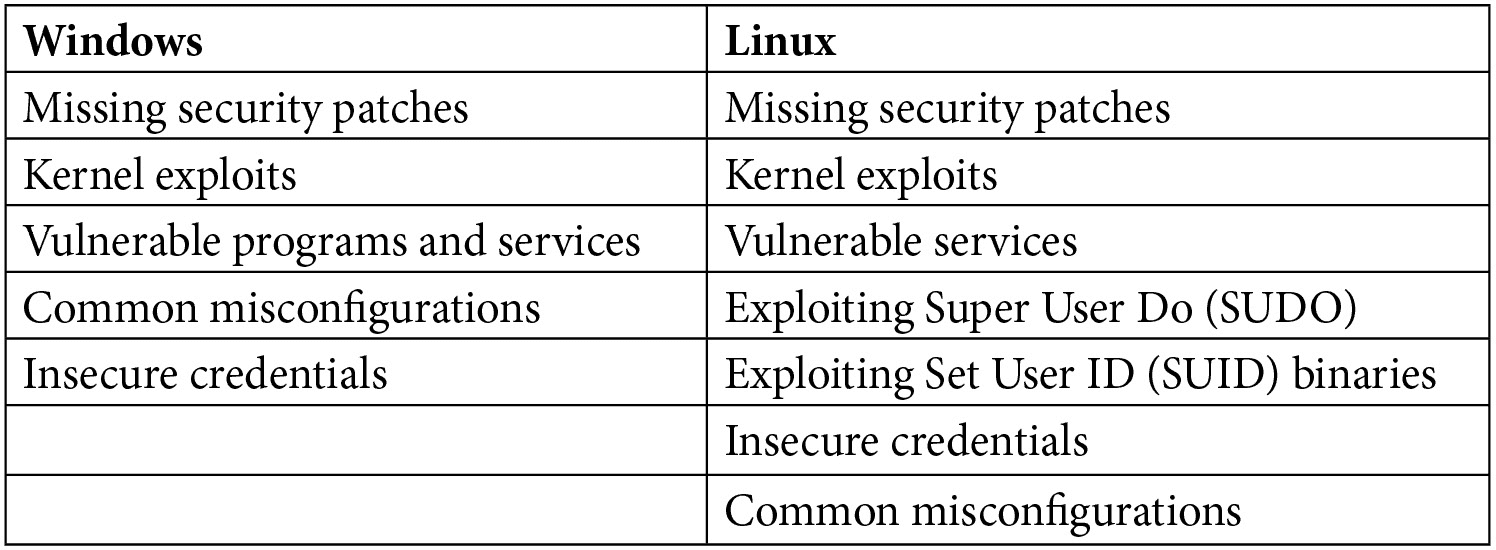 Windows Linux
Missing security patches Missing security patches
Kernel exploits Kernel exploits
Vulnerable programs and services Vulnerable services
Common misconfigurations Exploiting Super User Do (SUDO)
Insecure credentials Exploiting Set User ID (SUID) binaries
Insecure credentials
Common misconfigurations